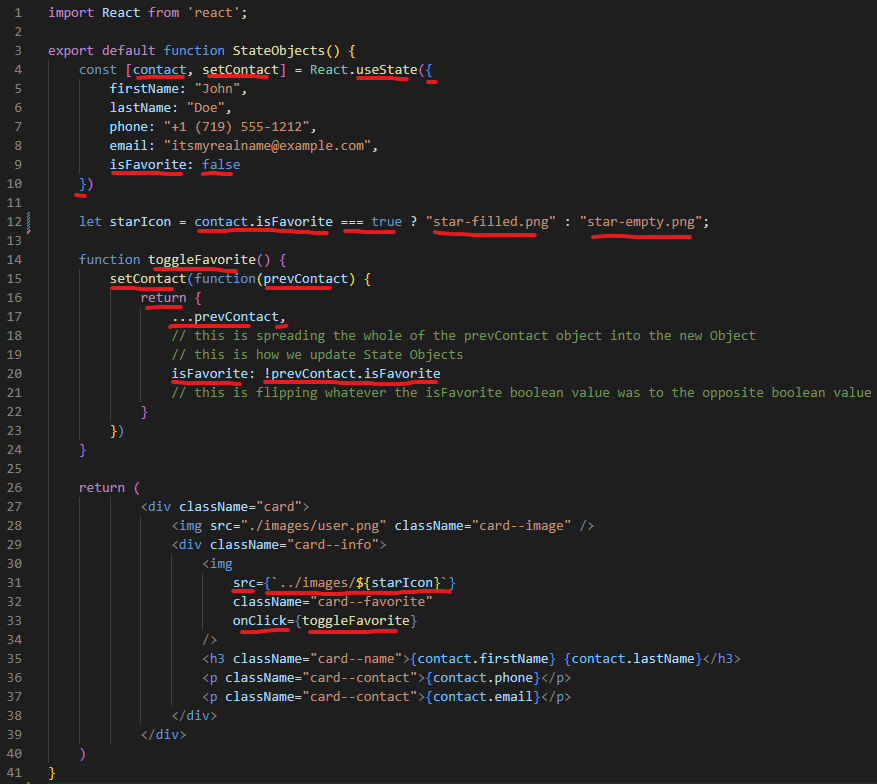 1 import React from 'react';
2
3 export default function StateObjects() {
4 const [contact, setContact] = React.useState({
5 firstName: "John",
6 lastName: "Doe",
7 phone: "+1 (719) 555-1212",
8 email: "itsmyrealname@example.com",
9 isFavorite: false
10 })
11
12 let starIcon = contact.isFavorite === true ? "star-filled.png" : "star-empty.png";
13
14 function toggleFavorite() {
15 setContact(function(prevContact) {
16 return {
17 ...prevContact,
18 // this is spreading the whole of the prevContact object into the new Object
19 // this is how we update State Objects
20 isFavorite: !prevContact.isFavorite
21 // this is flipping whatever the isFavorite boolean value was to the opposite boolean value
22 }
23 })
24 }
25
26 return (
27 <div className="card">
28 <img src="./images/user.png" className="card--image" />
29 <div className="card--info">
30 <img
31 src={`../images/${starIcon}`}
32 className="card--favorite"
33 onClick={toggleFavorite}
34 />
35 <h3 className="card--name">{contact.firstName} {contact.lastName}</h3>
36 <p className="card--contact">{contact.phone}</p>
37 <p className="card--contact">{contact.email}</p>
38 </div>
39 </div>
40 )
41 }